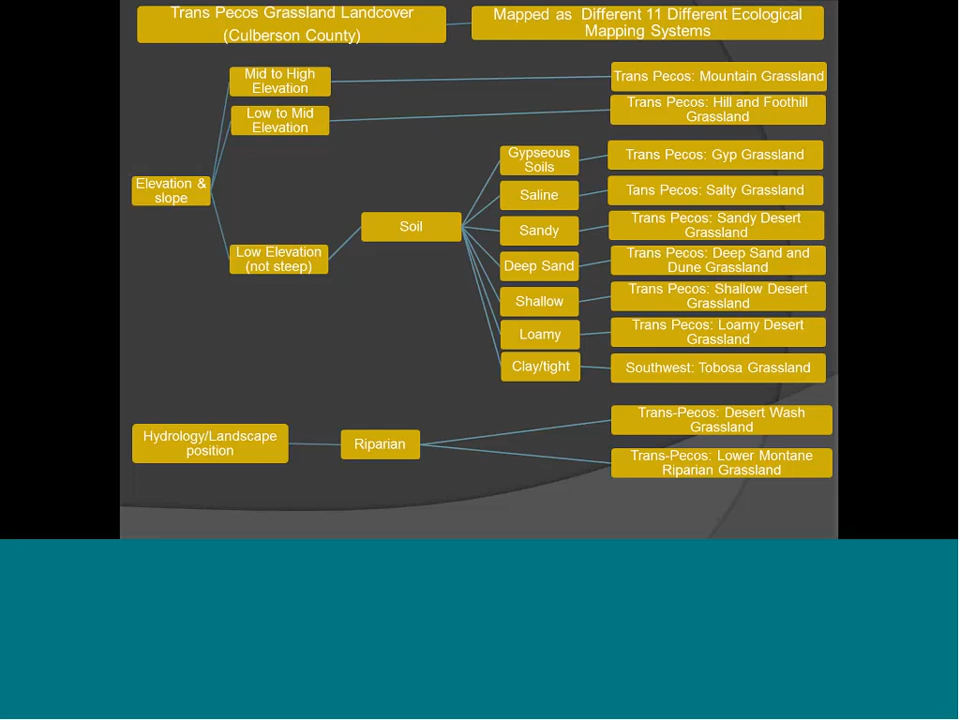 Trans Pecos Grassland Landcover
(Culberson County)
Mapped as Different 11 Different Ecological
Mapping Systems
Mid to High
Elevation
Trans Pecos: Mountain Grassland
Low to Mid
Elevation
Trans Pecos: Hill and Foothill
Grassland
Elevation &
slope
Low Elevation
(not steep)
Soil
Gypseous
Soils
Trans Pecos: Gyp Grassland
Saline
Tans Pecos: Salty Grassland
Sandy
Trans Pecos: Sandy Desert
Grassland
Deep Sand
Trans Pecos: Deep Sand and
Dune Grassland
Shallow
Trans Pecos: Shallow Desert
Grassland
Loamy
Trans Pecos: Loamy Desert
Grassland
Clay/tight
Southwest: Tobosa Grassland
Hydrology/Landscape
position
Riparian
Trans-Pecos: Desert Wash
Grassland
Trans-Pecos: Lower Montane
Riparian Grassland